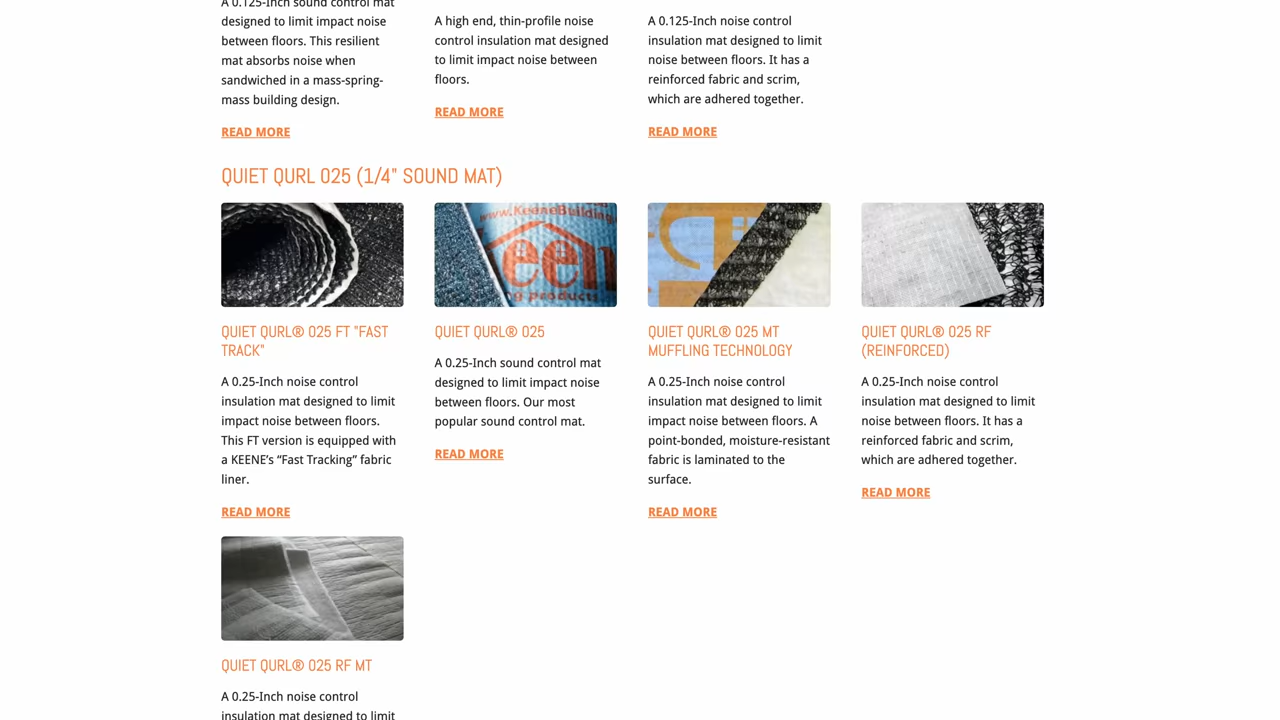 A 0.125-Inch sound control mat
designed to limit impact noise
between floors. This resilient
mat absorbs noise when
sandwiched in a mass-spring-
mass building design.
READ MORE
A high end, thin-profile noise
control insulation mat designed
to limit impact noise between
floors.
READ MORE
A 0.125-Inch noise control
insulation mat designed to limit
noise between floors. It has a
reinforced fabric and scrim,
which are adhered together.
READ MORE
QUIET QURL 025 (1/4" SOUND MAT)
www.KeeneBuilding
Keen
ng products
QUIET QURL® 025 FT "FAST
TRACK"
A 0.25-Inch noise control
insulation mat designed to limit
impact noise between floors.
This FT version is equipped with
a KEENE’s “Fast Tracking” fabric
liner.
READ MORE
QUIET QURL® 025
A 0.25-Inch sound control mat
designed to limit impact noise
between floors. Our most
popular sound control mat.
READ MORE
QUIET QURL® 025 MT
MUFFLING TECHNOLOGY
A 0.25-Inch noise control
insulation mat designed to limit
impact noise between floors. A
point-bonded, moisture-resistant
fabric is laminated to the
surface.
READ MORE
QUIET QURL® 025 RF
(REINFORCED)
A 0.25-Inch noise control
insulation mat designed to limit
noise between floors. It has a
reinforced fabric and scrim,
which are adhered together.
READ MORE
QUIET QURL® 025 RF MT
A 0.25-Inch noise control
insulation mat designed to limit